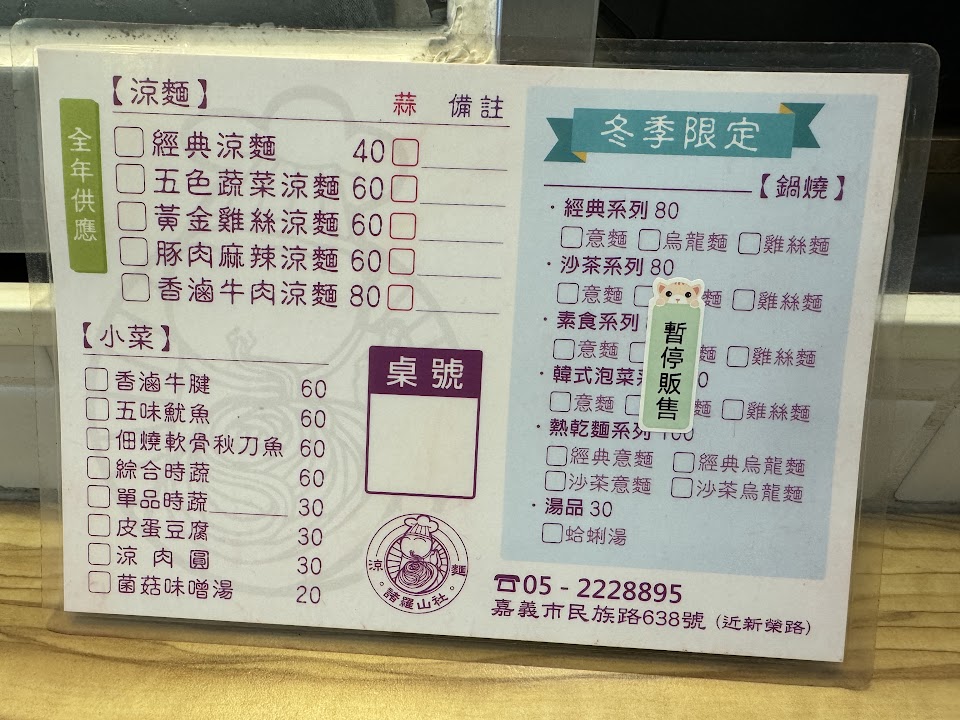 【涼麵】 蒜 備註
全年供應
經典涼麵 40
五色蔬菜涼麵 60
黃金雞絲涼麵 60
豚肉麻辣涼麵 60
香滷牛肉涼麵 80
【小菜】
香滷牛腱 60
五味魷魚 60
佃燒軟骨秋刀魚 60
綜合時蔬 60
單品時蔬 30
皮蛋豆腐 30
涼肉圓 30
菌菇味噌湯 20
桌號
涼麵
諸羅山社
冬季限定
【鍋燒】
·經典系列 80
意麵 烏龍麵 雞絲麵
·沙茶系列 80
意麵 麵 雞絲麵
·素食系列
意麵 麵 雞絲麵
·韓式泡菜 0
意麵 麵 雞絲麵
·熱乾麵系列 100
經典意麵 經典烏龍麵
沙茶意麵 沙茶烏龍麵
·湯品 30
蛤蜊湯
暫停販售
☎05 - 2228895
嘉義市民族路638號 (近新榮路)